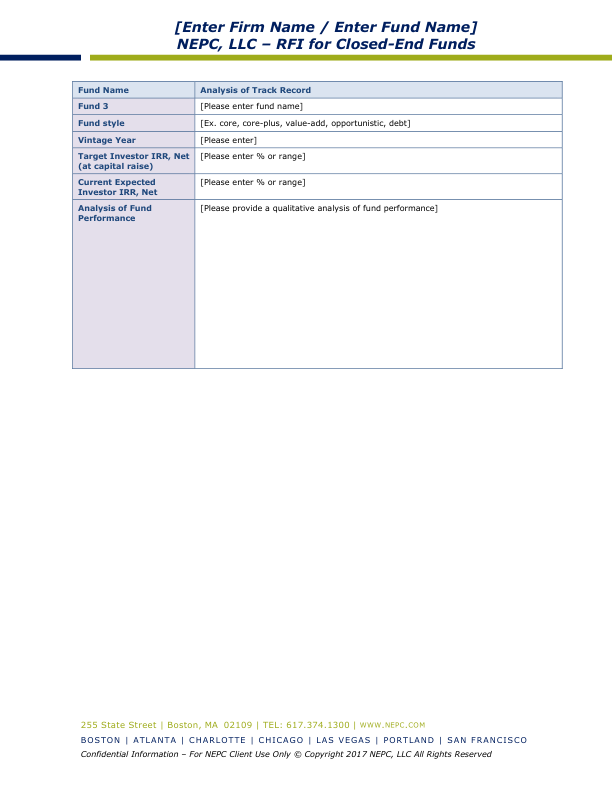 [Enter Firm Name / Enter Fund Name]
NEPC, LLC – RFI for Closed-End Funds
Fund Name
Analysis of Track Record
Fund 3
[Please enter fund name]
Fund style
[Ex. core, core-plus, value-add, opportunistic, debt]
Vintage Year
[Please enter]
Target Investor IRR, Net
(at capital raise)
[Please enter % or range]
Current Expected
Investor IRR, Net
[Please enter % or range]
Analysis of Fund
Performance
[Please provide a qualitative analysis of fund performance]
255 State Street | Boston, MA 02109 | TEL: 617.374.1300 | WWW.NEPC.COM
BOSTON | ATLANTA | CHARLOTTE | CHICAGO | LAS VEGAS | PORTLAND | SAN FRANCISCO
Confidential Information – For NEPC Client Use Only © Copyright 2017 NEPC, LLC All Rights Reserved